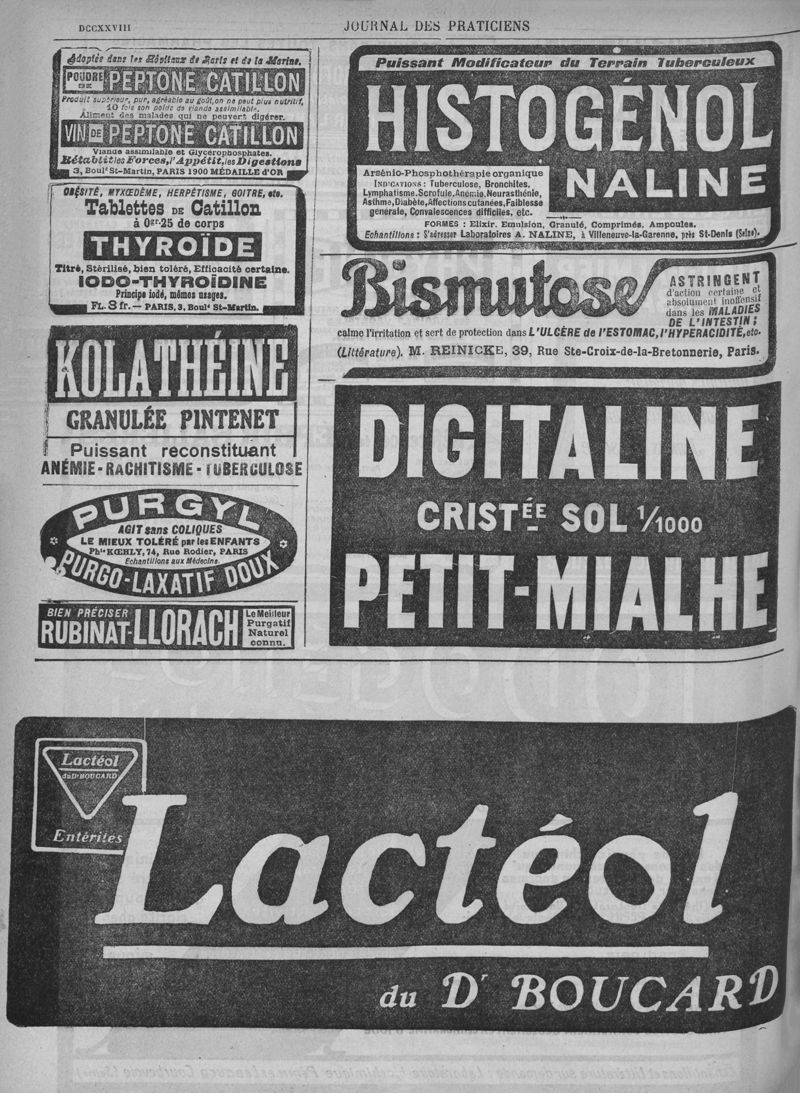 DCCXXVIII
JOURNAL DES PRATICIENS
Adoptée dans les Hôpitaux de Paris et de la Marine.
POUDRE DE PEPTONE CATILLON
Produit supérieur, pur, agréable au goût, on ne peut plus nutritif,
10 fois son poids de viande assimilable.
Aliment des malades qui ne peuvent digérer.
VIN DE PEPTONE CATILLON
Viande assimilable et Glycérophosphates.
Rétablit les Forces, l'Appétit, les Digestions
3, Boulᵗ St-Martin, PARIS 1900 MÉDAILLE d'OR
OBÉSITÉ, MYXŒDÈME, HERPÉTISME, GOITRE, etc.
Tablettes DE Catillon
à 0gr·25 de corps
THYROÏDE
Titré, Stérilisé, bien toléré, Efficacité certaine.
IODO-THYROÏDINE
Principe iodé, mêmes usages.
FL. 3 fr. — PARIS, 3, Boulᵗ St-Martin.
KOLATHÉINE
GRANULÉE PINTENET
Puissant reconstituant
ANÉMIE - RACHITISME - TUBERCULOSE
PURGYL
AGIT sans COLIQUES
LE MIEUX TOLÉRÉ par les ENFANTS
Phⁱᵉ KŒHLY, 74, Rue Rodier, PARIS
Echantillons aux Médecins.
PURGO-LAXATIF DOUX
BIEN PRÉCISER
RUBINAT-LLORACH
Le Meilleur
Purgatif
Naturel
connu.
Puissant Modificateur du Terrain Tuberculeux
HISTOGÉNOL
NALINE
Arsénio-Phosphothérapie organique
INDICATIONS : Tuberculose, Bronchites,
Lymphatisme, Scrofule, Anémie, Neurasthénie,
Asthme, Diabète, Affections cutanées, Faiblesse
générale, Convalescences difficiles, etc.
FORMES : Elixir, Emulsion, Granulé, Comprimés, Ampoules.
Echantillons : S'adresser Laboratoires A. NALINE, à Villeneuve-la-Garenne, près St-Denis (Seine).
Bismutose
ASTRINGENT
d'action certaine et
absolument inoffensif
dans les MALADIES
DE L'INTESTIN ;
calme l'irritation et sert de protection dans L'ULCÈRE de l'ESTOMAC, l'HYPERACIDITÉ, etc.
(Littérature). M. REINICKE, 39, Rue Ste-Croix-de-la-Bretonnerie, Paris.
DIGITALINE
CRISTÉE SOL 1/1000
PETIT-MIALHE
Lactéol
du Dʳ BOUCARD
Entérites
Lactéol
du Dʳ BOUCARD